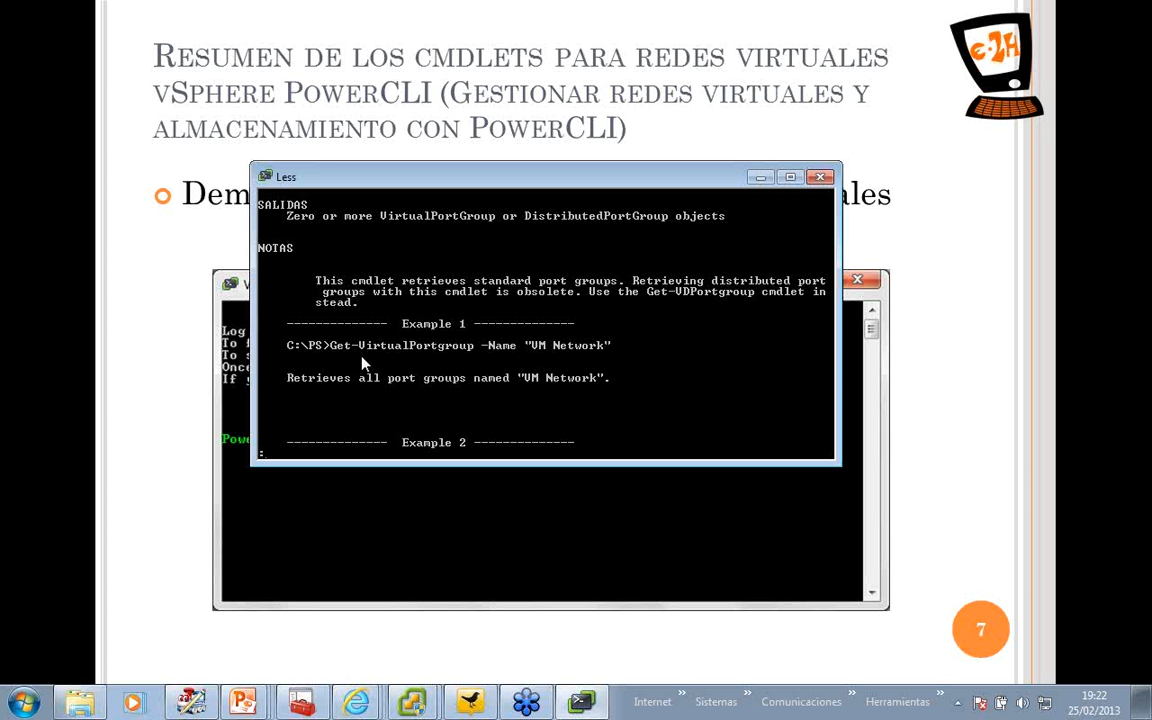 RESUMEN DE LOS CMDLETS PARA REDES VIRTUALES
VSPHERE POWERCLI (GESTIONAR REDES VIRTUALES Y
ALMACENAMIENTO CON POWERCLI)
e-2H
Dem
ales
Less
SALIDAS
Zero or more VirtualPortGroup or DistributedPortGroup objects
NOTAS
This cmdlet retrieves standard port groups. Retrieving distributed port
groups with this cmdlet is obsolete. Use the Get-VDPortgroup cmdlet in
stead.
-------------- Example 1 --------------
C:\PS>Get-VirtualPortgroup -Name "VM Network"
Retrieves all port groups named "VM Network".
-------------- Example 2 --------------
:
V
Log
To f
To s
Once
If y
Powe
7
Internet
Sistemas
Comunicaciones
Herramientas
19:22
25/02/2013